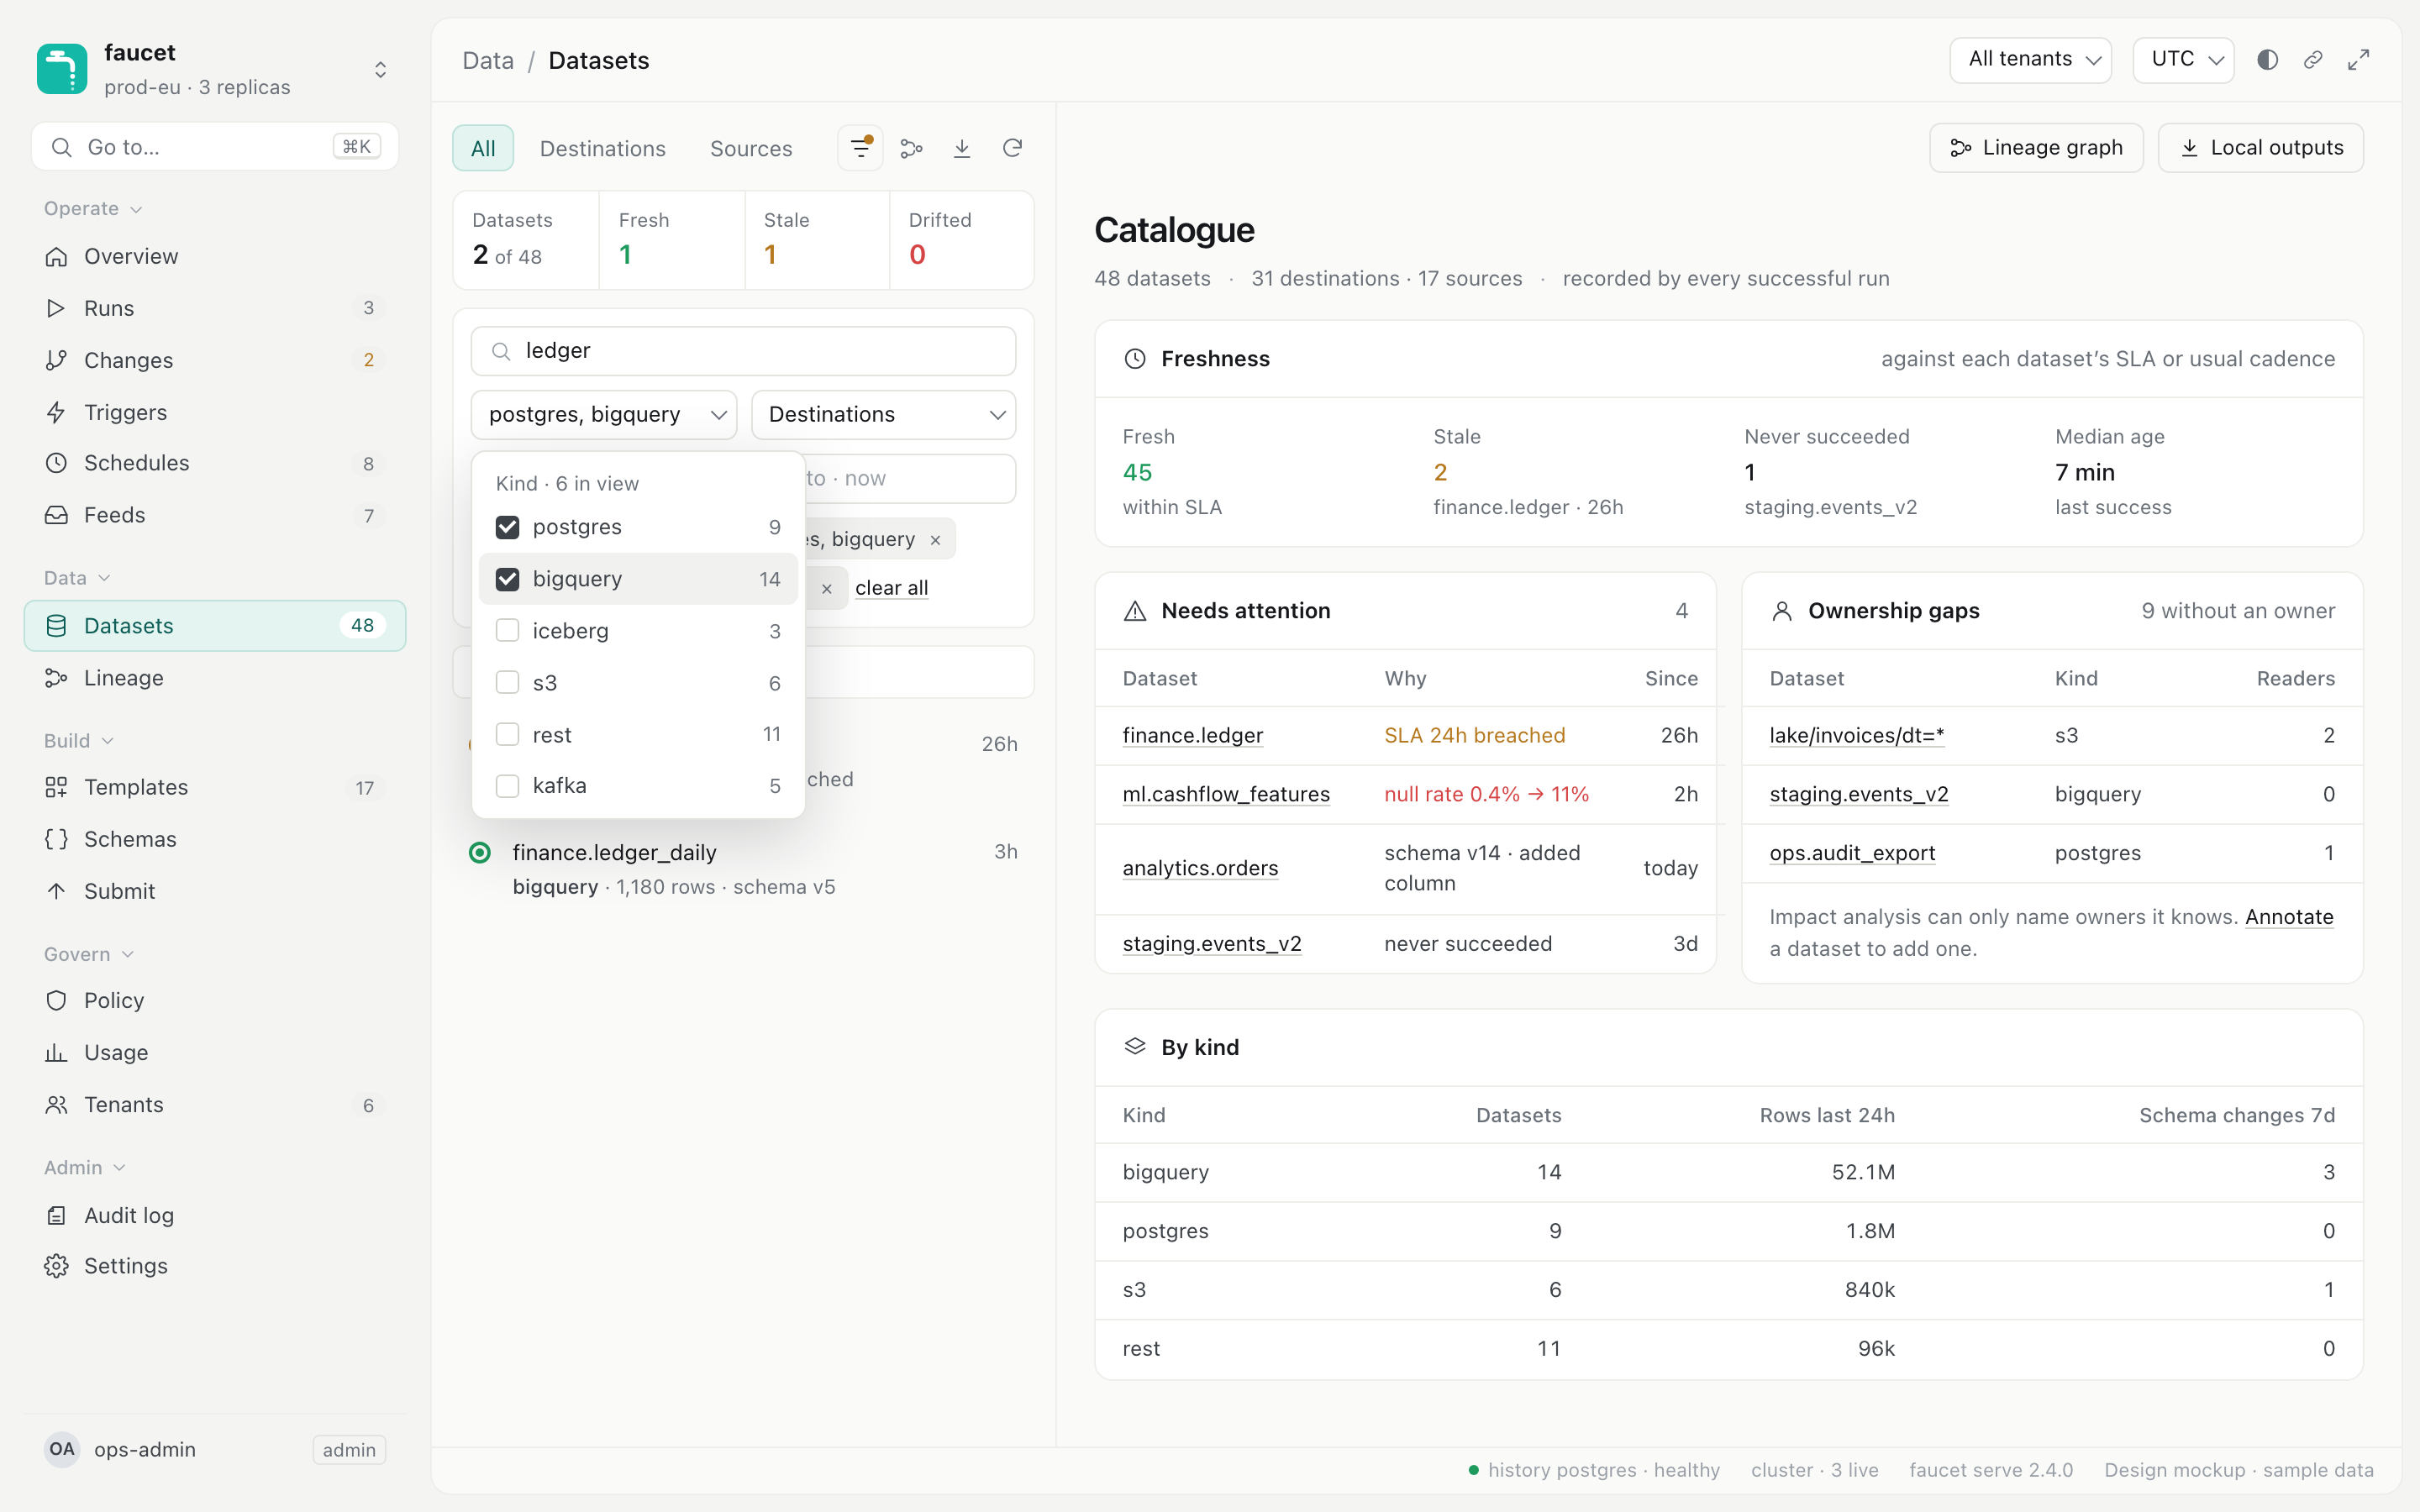 faucet
prod-eu · 3 replicas
Go to...
⌘K
Operate
Overview
Runs 3
Changes 2
Triggers
Schedules 8
Feeds 7
Data
Datasets 48
Lineage
Build
Templates 17
Schemas
Submit
Govern
Policy
Usage
Tenants 6
Admin
Audit log
Settings
OA ops-admin admin
Data / Datasets
All tenants
UTC
All Destinations Sources
Datasets Fresh Stale Drifted
2 of 48 1 1 0
ledger
postgres, bigquery Destinations
to · now
bigquery ×
× clear all
Kind · 6 in view
postgres 9
bigquery 14
iceberg 3
s3 6
rest 11
kafka 5
26h
finance.ledger_daily 3h
bigquery · 1,180 rows · schema v5
Lineage graph Local outputs
Catalogue
48 datasets · 31 destinations · 17 sources · recorded by every successful run
Freshness against each dataset’s SLA or usual cadence
Fresh Stale Never succeeded Median age
45 2 1 7 min
within SLA finance.ledger · 26h staging.events_v2 last success
Needs attention 4
Dataset Why Since
finance.ledger SLA 24h breached 26h
ml.cashflow_features null rate 0.4% → 11% 2h
analytics.orders schema v14 · added column today
staging.events_v2 never succeeded 3d
Ownership gaps 9 without an owner
Dataset Kind Readers
lake/invoices/dt=* s3 2
staging.events_v2 bigquery 0
ops.audit_export postgres 1
Impact analysis can only name owners it knows. Annotate
a dataset to add one.
By kind
Kind Datasets Rows last 24h Schema changes 7d
bigquery 14 52.1M 3
postgres 9 1.8M 0
s3 6 840k 1
rest 11 96k 0
history postgres · healthy cluster · 3 live faucet serve 2.4.0 Design mockup · sample data